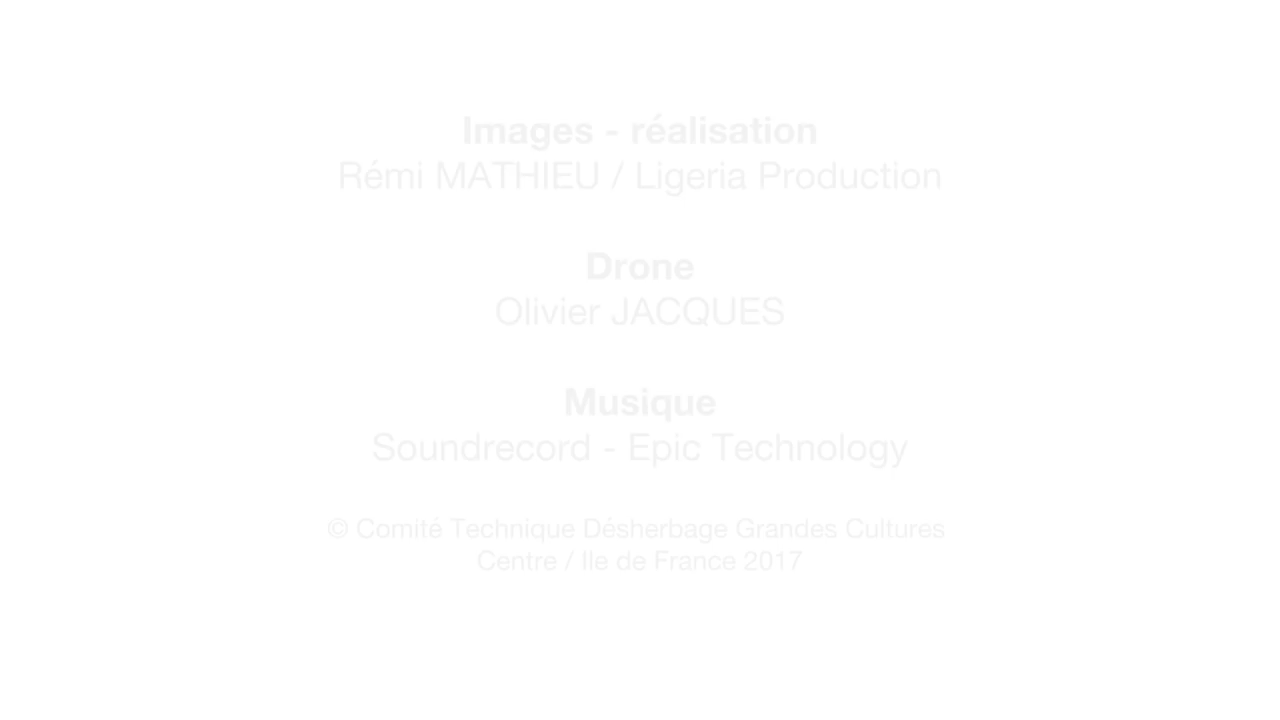 Images - réalisation
Rémi MATHIEU / Ligeria Production
Drone
Olivier JACQUES
Musique
Soundrecord - Epic Technology
© Comité Technique Désherbage Grandes Cultures
Centre / Ile de France 2017